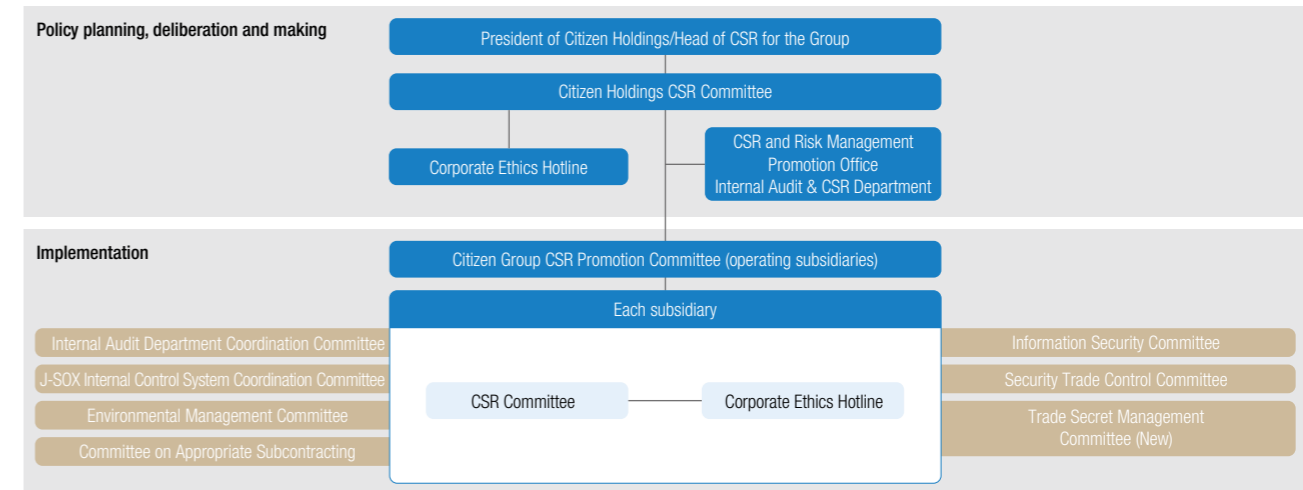 Policy planning, deliberation and making
President of Citizen Holdings/Head of CSR for the Group
Citizen Holdings CSR Committee
Corporate Ethics Hotline
CSR and Risk Management
Promotion Office
Internal Audit & CSR Department
Implementation
Citizen Group CSR Promotion Committee (operating subsidiaries)
Each subsidiary
Internal Audit Department Coordination Committee
J-SOX Internal Control System Coordination Committee
Environmental Management Committee
Committee on Appropriate Subcontracting
CSR Committee
Corporate Ethics Hotline
Information Security Committee
Security Trade Control Committee
Trade Secret Management
Committee (New)